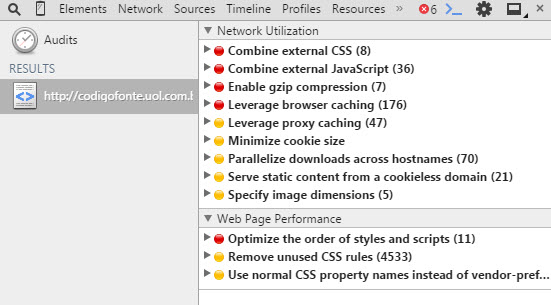 Elements Network Sources Timeline Profiles Resources » 6
Audits
RESULTS
http://codigofonte.uol.com.b
Network Utilization
Combine external CSS (8)
Combine external JavaScript (36)
Enable gzip compression (7)
Leverage browser caching (176)
Leverage proxy caching (47)
Minimize cookie size
Parallelize downloads across hostnames (70)
Serve static content from a cookieless domain (21)
Specify image dimensions (5)
Web Page Performance
Optimize the order of styles and scripts (11)
Remove unused CSS rules (4533)
Use normal CSS property names instead of vendor-pref...